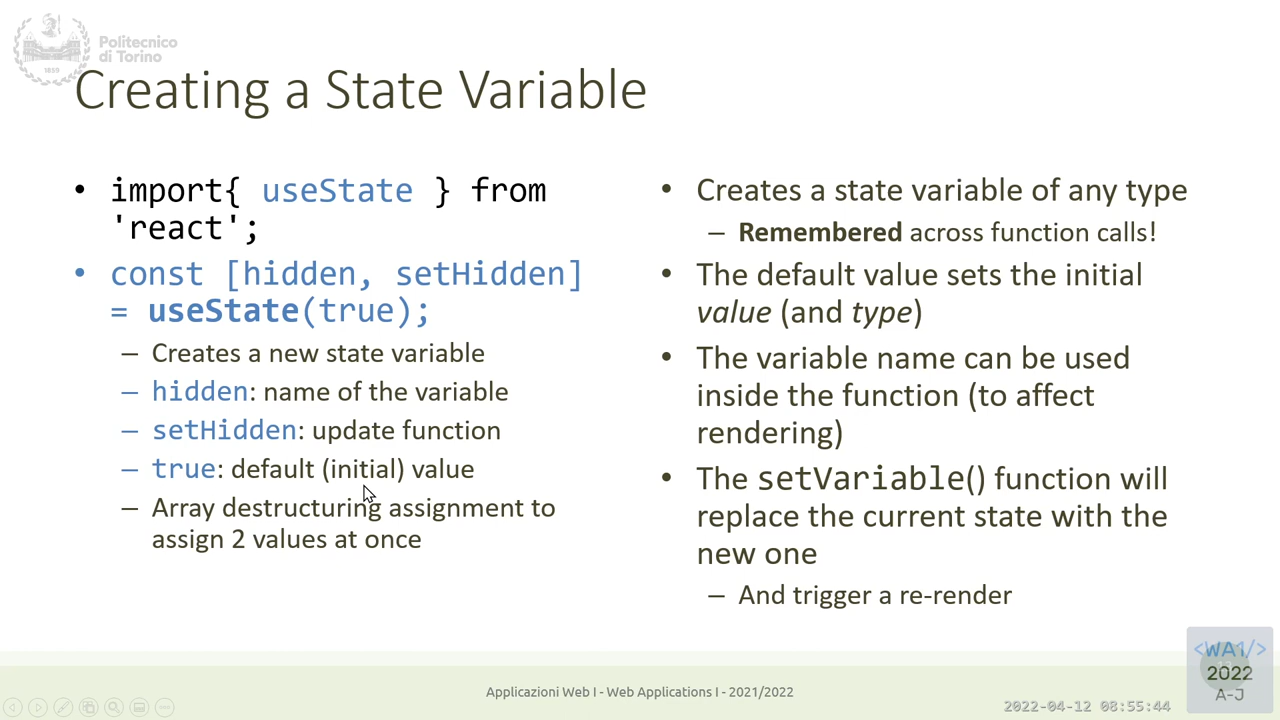 Politecnico
di Torino
1859
Creating a State Variable
• import{ useState } from
'react';
• const [hidden, setHidden]
= useState(true);
– Creates a new state variable
– hidden: name of the variable
– setHidden: update function
– true: default (initial) value
– Array destructuring assignment to
assign 2 values at once
• Creates a state variable of any type
– Remembered across function calls!
• The default value sets the initial
value (and type)
• The variable name can be used
inside the function (to affect
rendering)
• The setVariable() function will
replace the current state with the
new one
– And trigger a re-render
Applicazioni Web I - Web Applications I - 2021/2022
<WA1/>
2022
A-J
2022-04-12 08:55:44